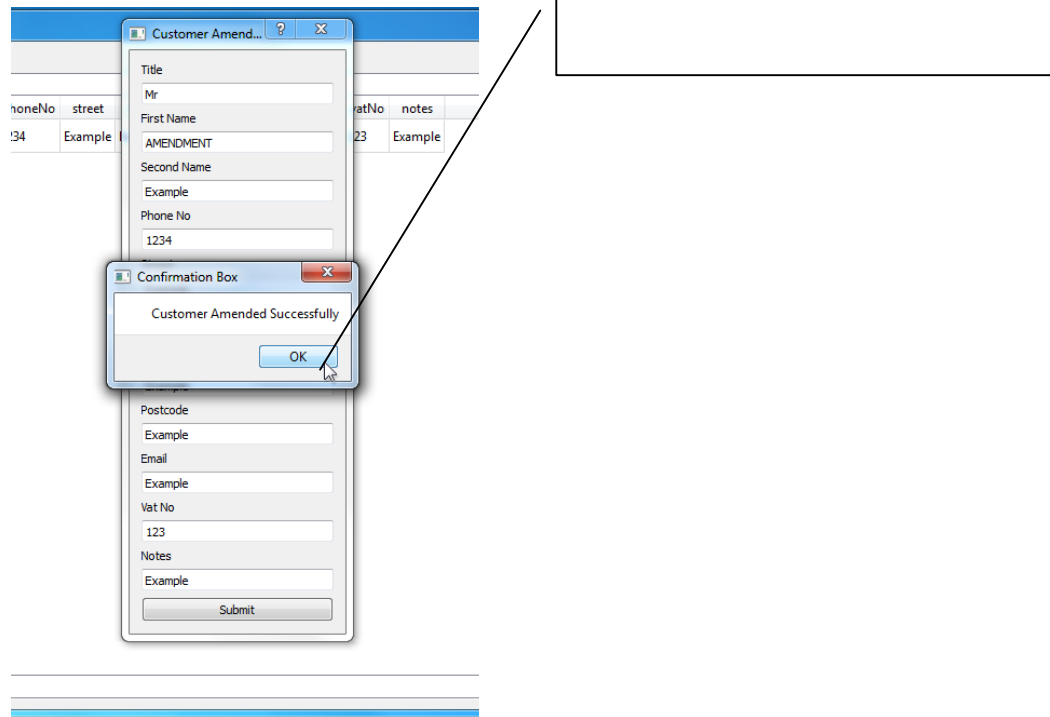 Customer Amend...
Title
Mr
honeNo street vatNo notes
First Name
234 Example 23 Example
AMENDMENT
Second Name
Example
Phone No
1234
Confirmation Box
Customer Amended Successfully
OK
Example
Postcode
Example
Email
Example
Vat No
123
Notes
Example
Submit